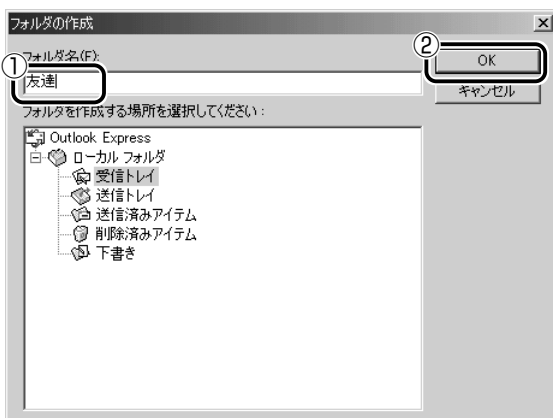 フォルダの作成
フォルダ名(F):
①
友達
② OK
キャンセル
フォルダを作成する場所を選択してください:
Outlook Express
ローカル フォルダ
受信トレイ
送信トレイ
送信済みアイテム
削除済みアイテム
下書き